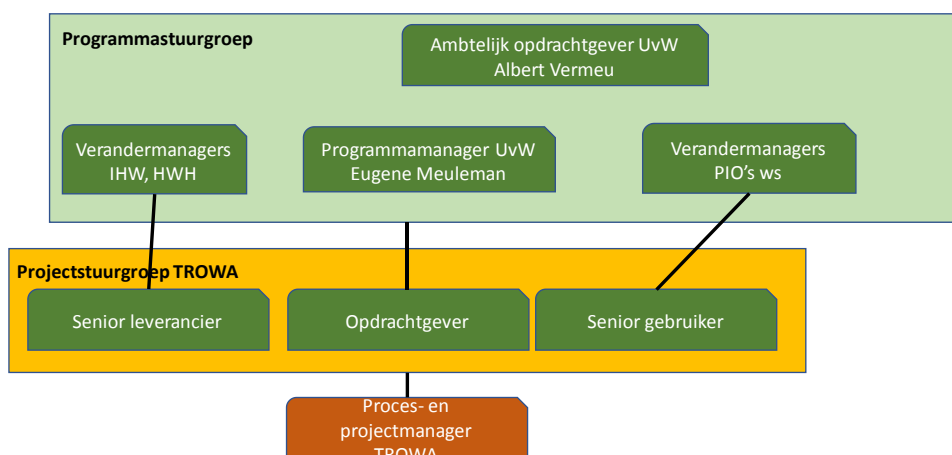 Programmastuurgroep
Ambtelijk opdrachtgever UvW
Albert Vermeu
Verandermanagers
IHW, HWH
Programmamanager UvW
Eugene Meuleman
Verandermanagers
PIO’s ws
Projectstuurgroep TROWA
Senior leverancier
Opdrachtgever
Senior gebruiker
Proces- en
projectmanager
TROWA